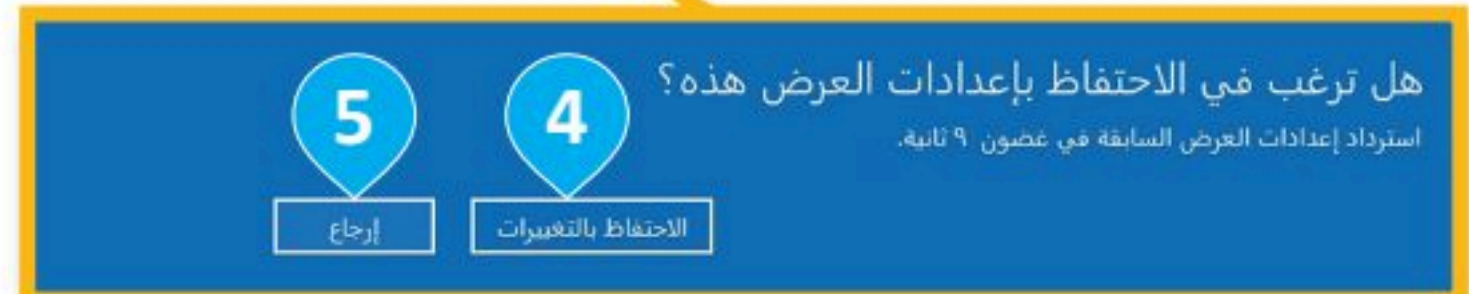 هل ترغب في الاحتفاظ بإعدادات العرض هذه؟
استرداد إعدادات العرض السابقة في غضون ٩ ثانية.
4
5
الاحتفاظ بالتغييرات
إرجاع